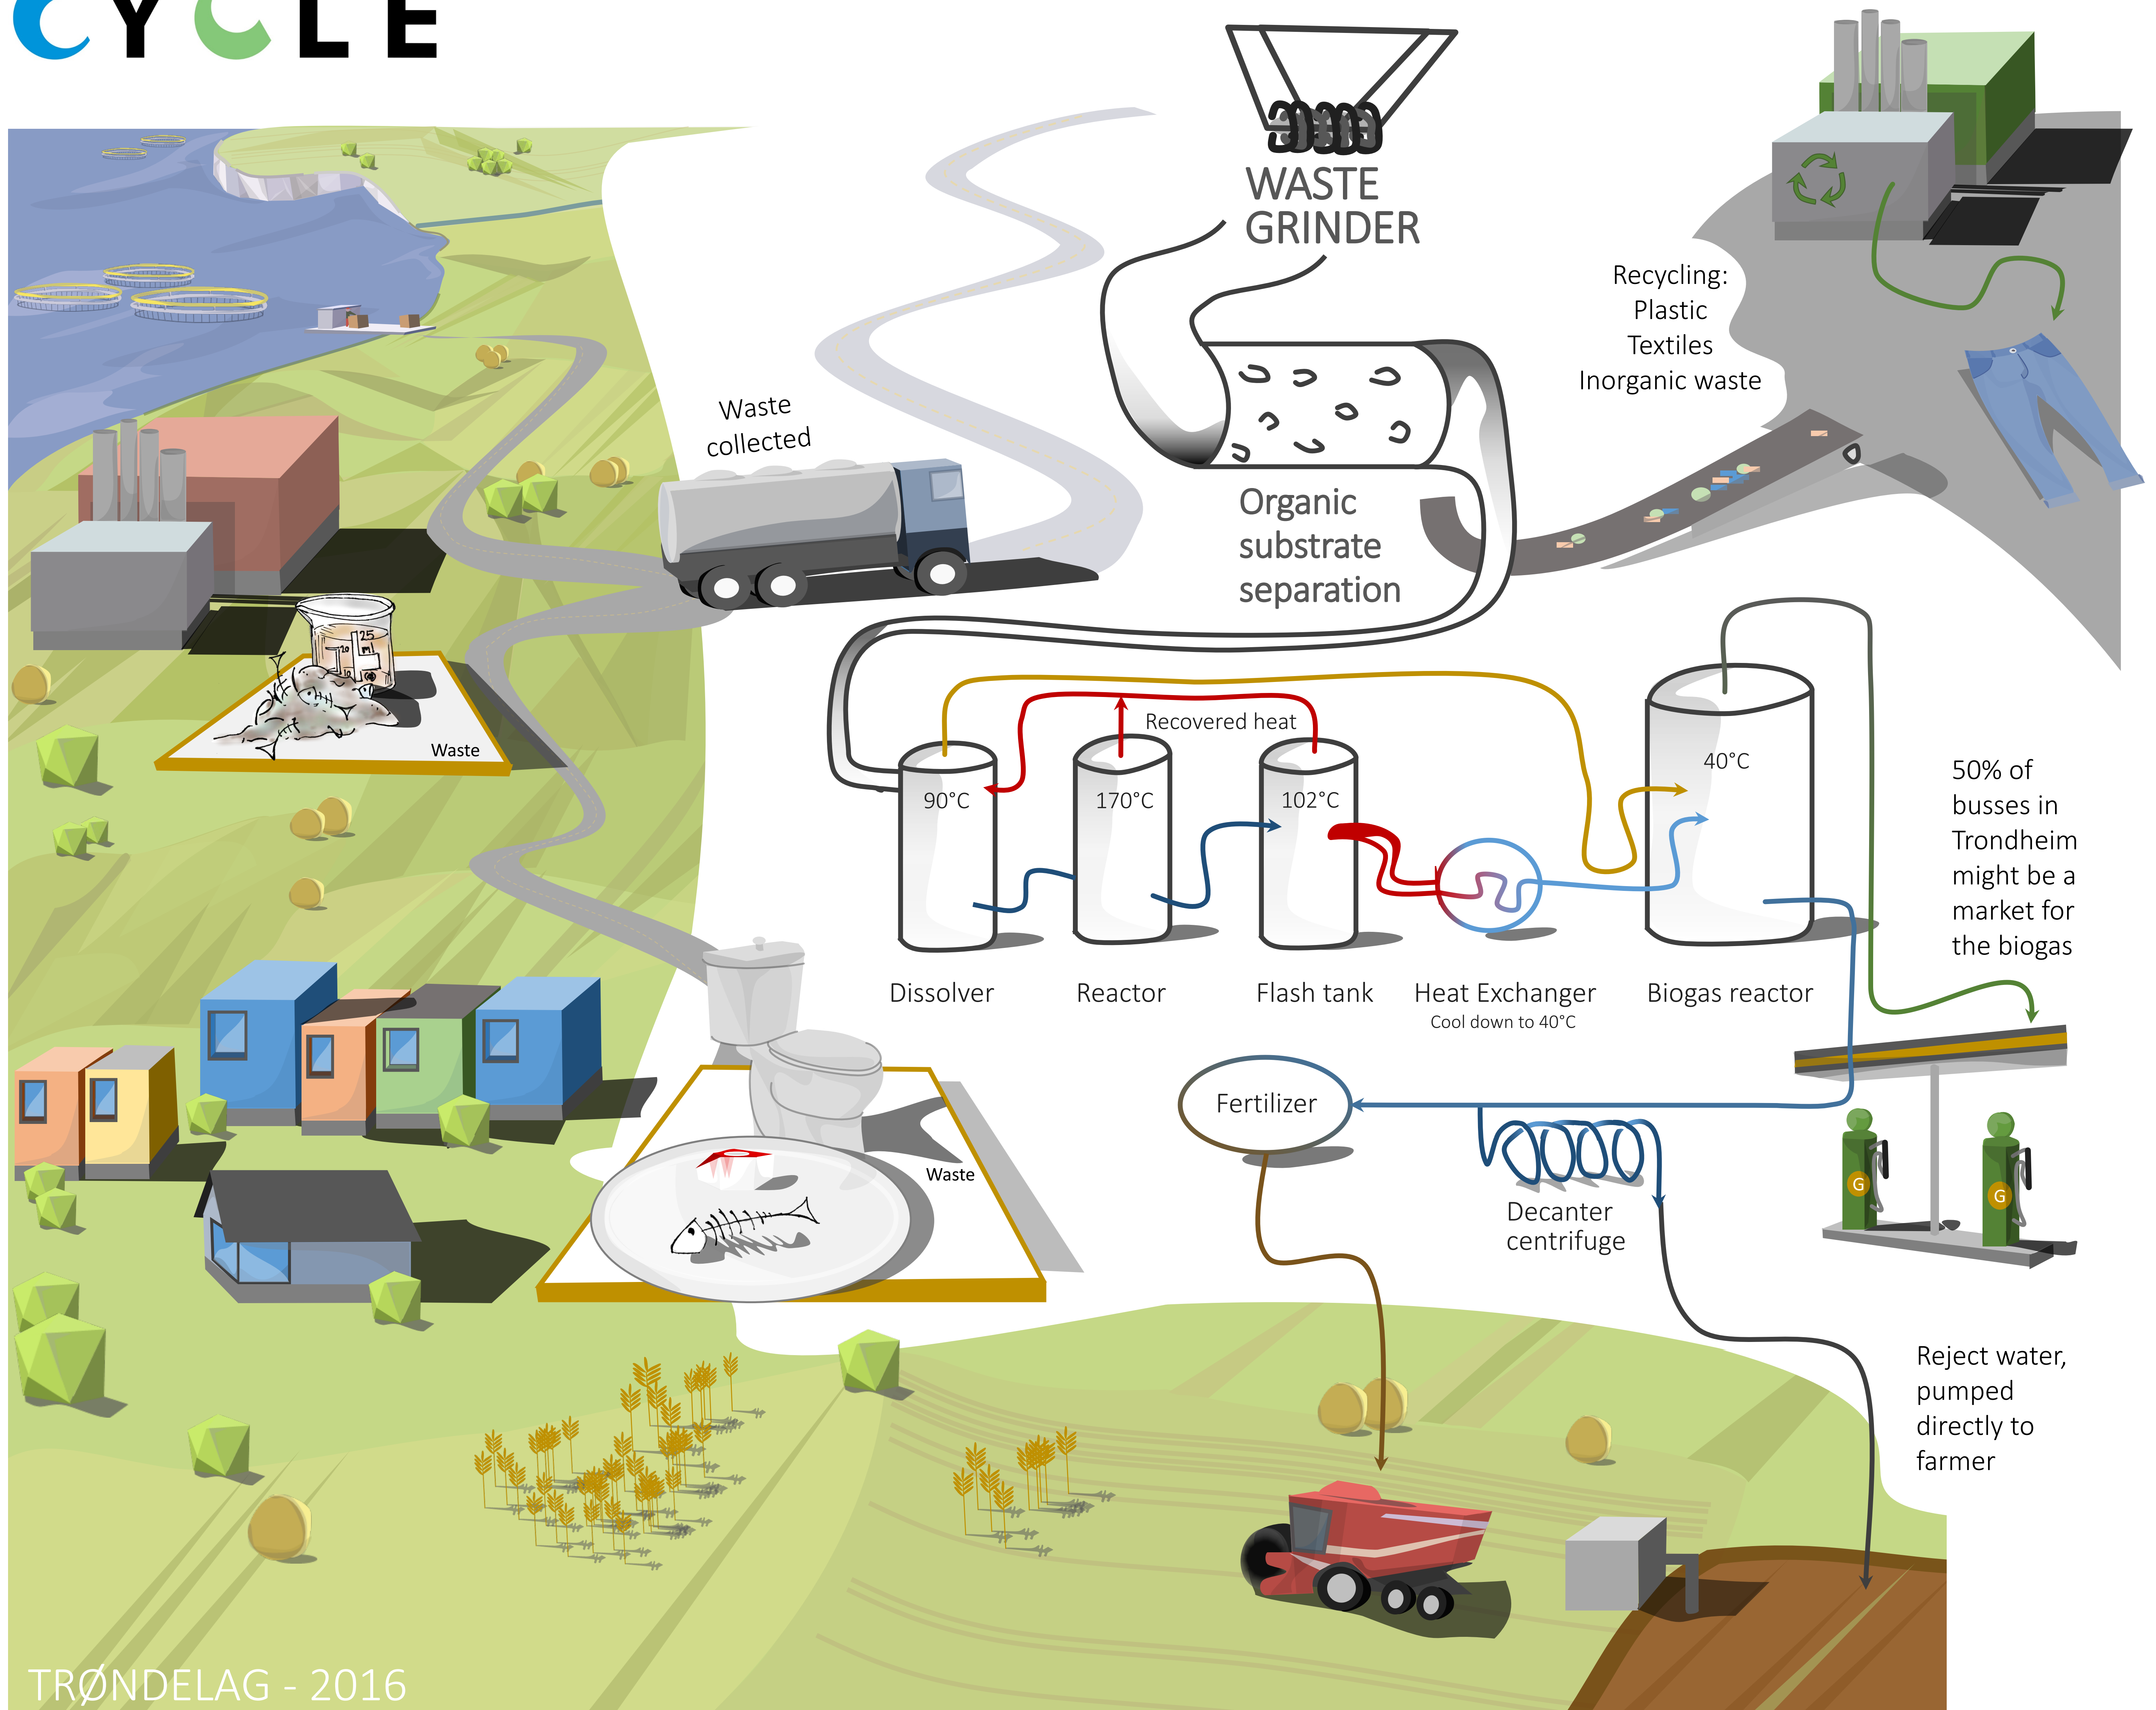 CYCLE
WASTE
GRINDER
Recycling:
Plastic
Textiles
Inorganic waste
Waste
collected
Organic
substrate
separation
25
Waste
Recovered heat
90°C
170°C
102°C
40°C
50% of
busses in
Trondheim
might be a
market for
the biogas
Dissolver
Reactor
Flash tank
Heat Exchanger
Cool down to 40°C
Biogas reactor
Fertilizer
Waste
Decanter
centrifuge
G
G
Reject water,
pumped
directly to
farmer
TRØNDELAG - 2016